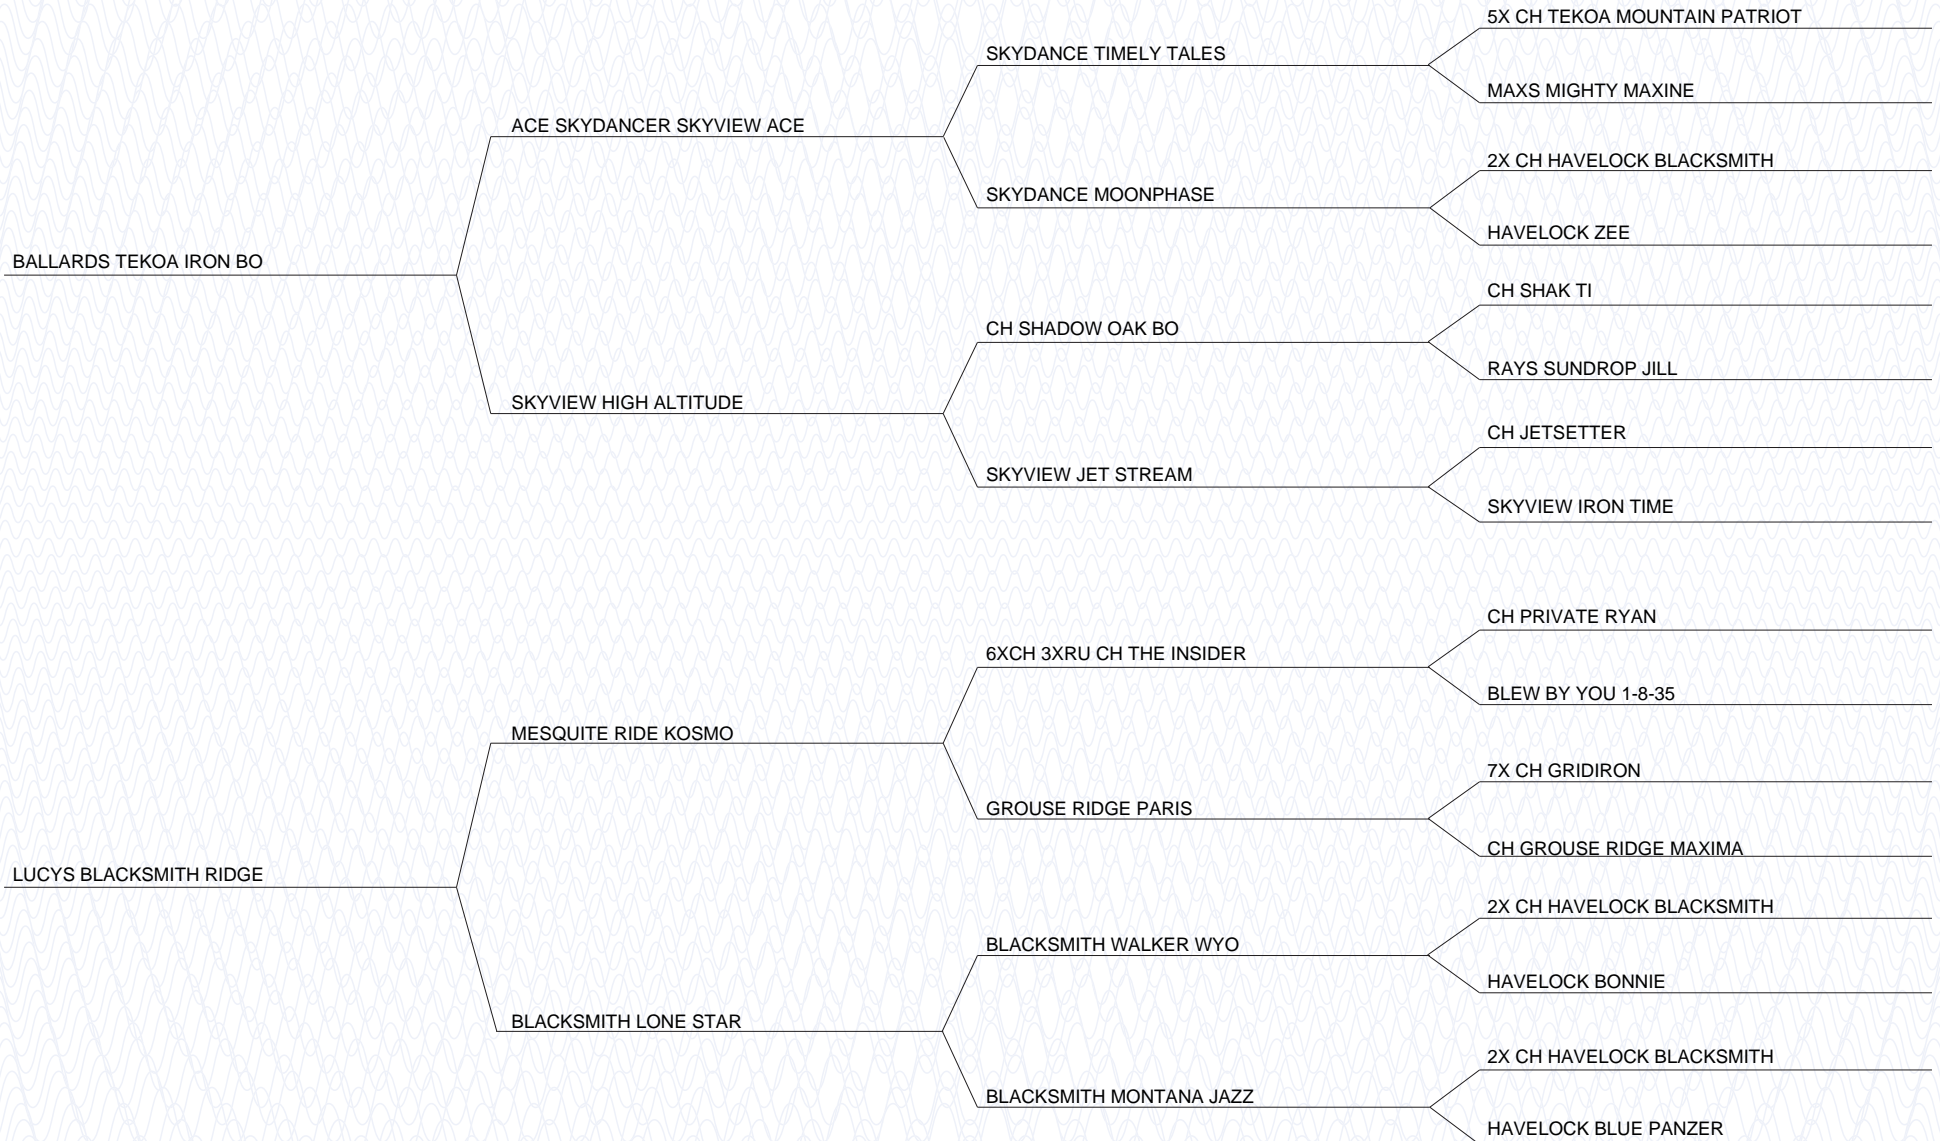 5X CH TEKOA MOUNTAIN PATRIOT
SKYDANCE TIMELY TALES
MAXS MIGHTY MAXINE
ACE SKYDANCER SKYVIEW ACE
2X CH HAVELOCK BLACKSMITH
SKYDANCE MOONPHASE
HAVELOCK ZEE
BALLARDS TEKOA IRON BO
CH SHAK TI
CH SHADOW OAK BO
RAYS SUNDROP JILL
SKYVIEW HIGH ALTITUDE
CH JETSETTER
SKYVIEW JET STREAM
SKYVIEW IRON TIME
CH PRIVATE RYAN
6XCH 3XRU CH THE INSIDER
BLEW BY YOU 1-8-35
MESQUITE RIDE KOSMO
7X CH GRIDIRON
GROUSE RIDGE PARIS
CH GROUSE RIDGE MAXIMA
LUCYS BLACKSMITH RIDGE
2X CH HAVELOCK BLACKSMITH
BLACKSMITH WALKER WYO
HAVELOCK BONNIE
BLACKSMITH LONE STAR
2X CH HAVELOCK BLACKSMITH
BLACKSMITH MONTANA JAZZ
HAVELOCK BLUE PANZER